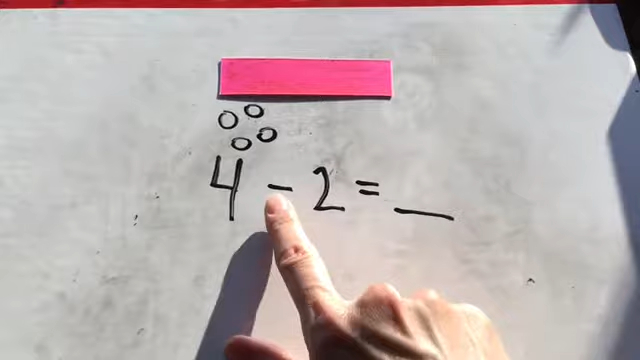 4 - 2 = __